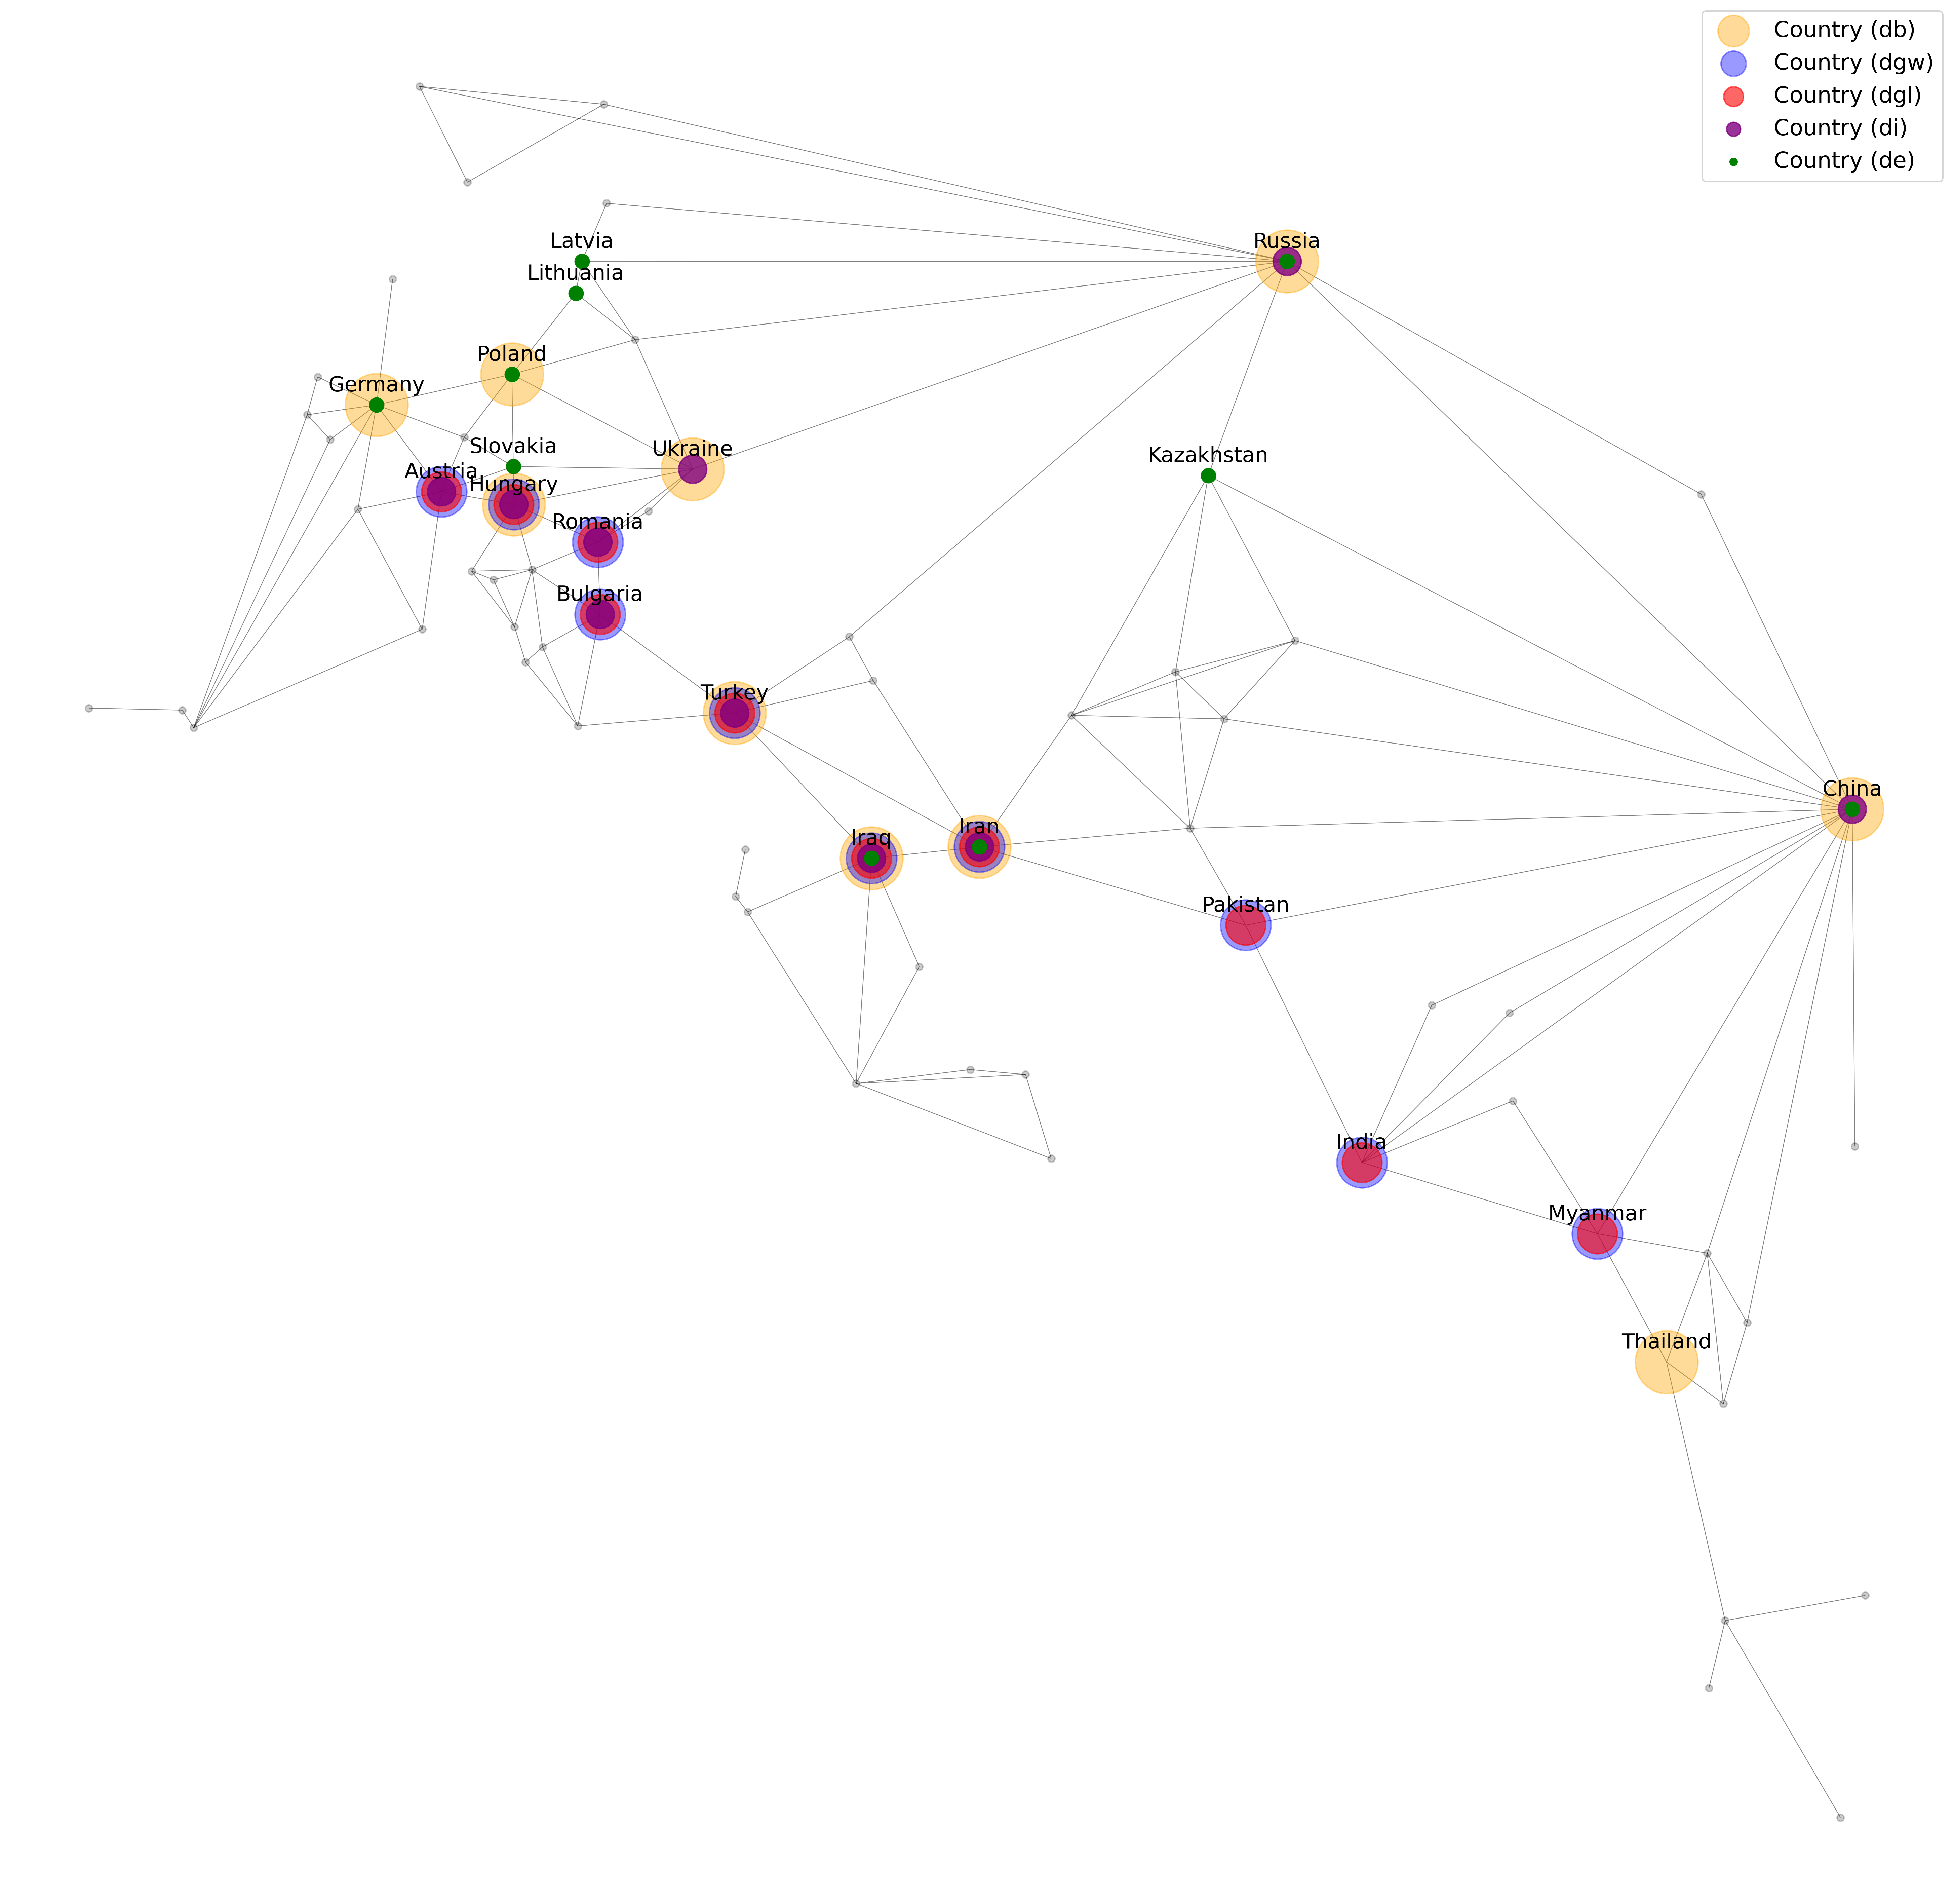 Country (db)
Country (dgw)
Country (dgl)
Country (di)
Country (de)
Latvia
Russia
Lithuania
Poland
Germany
Slovakia
Ukraine
Kazakhstan
Austria
Hungary
Romania
Bulgaria
Turkey
China
Iran
Iraq
Pakistan
India
Myanmar
Thailand